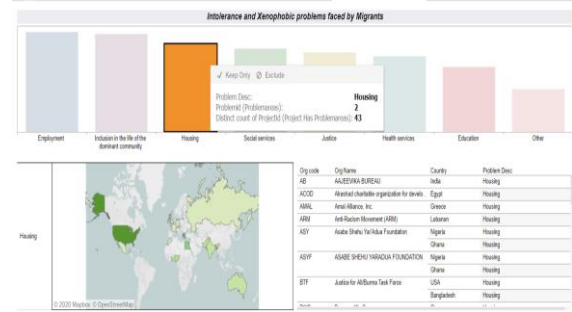 Intolerance and Xenophobic problems faced by Migrants
✓ Keep Only ⊘ Exclude
Problem Desc: Housing
Problemid (Problemareas): 2
Distinct count of ProjectId (Project Has Problemareas): 43
Employment
Inclusion in the life of the
dominant community
Housing
Social services
Justice
Health services
Education
Other
Housing
© 2020 Mapbox © OpenStreetMap
Org code Org Name Country Problem Desc
AB AAJEEVIKA BUREAU India Housing
ACOD Alrashad charitable organization for develo.. Egypt Housing
AMAL Amal Alliance, Inc. Greece Housing
ARM Anti-Racism Movement (ARM) Lebanon Housing
ASY Asabe Shehu Yar'Adua Foundation Nigeria Housing
Ghana Housing
ASYF ASABE SHEHU YARADUA FOUNDATION Nigeria Housing
Ghana Housing
BTF Justice for All/Burma Task Force USA Housing
Bangladesh Housing